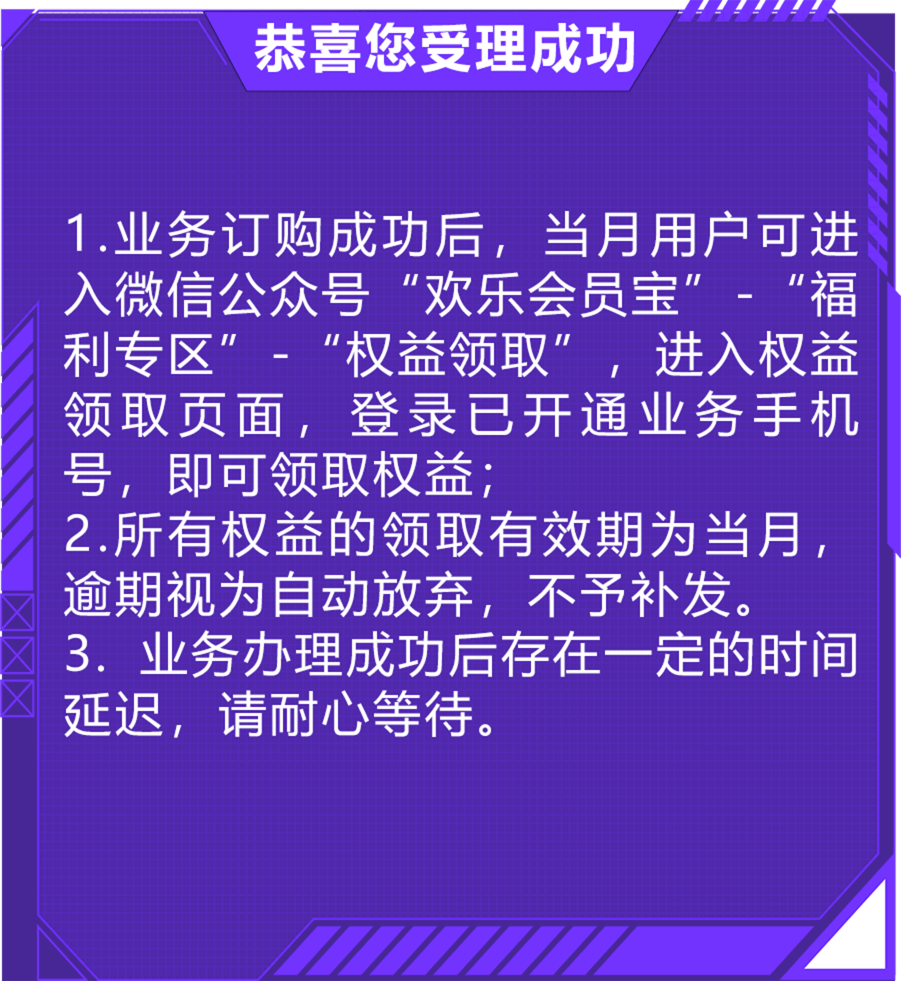 恭喜您受理成功
1.业务订购成功后，当月用户可进
入微信公众号“欢乐会员宝”-“福
利专区”-“权益领取”，进入权益
领取页面，登录已开通业务手机
号，即可领取权益；
2.所有权益的领取有效期为当月，
逾期视为自动放弃，不予补发。
3. 业务办理成功后存在一定的时间
延迟，请耐心等待。